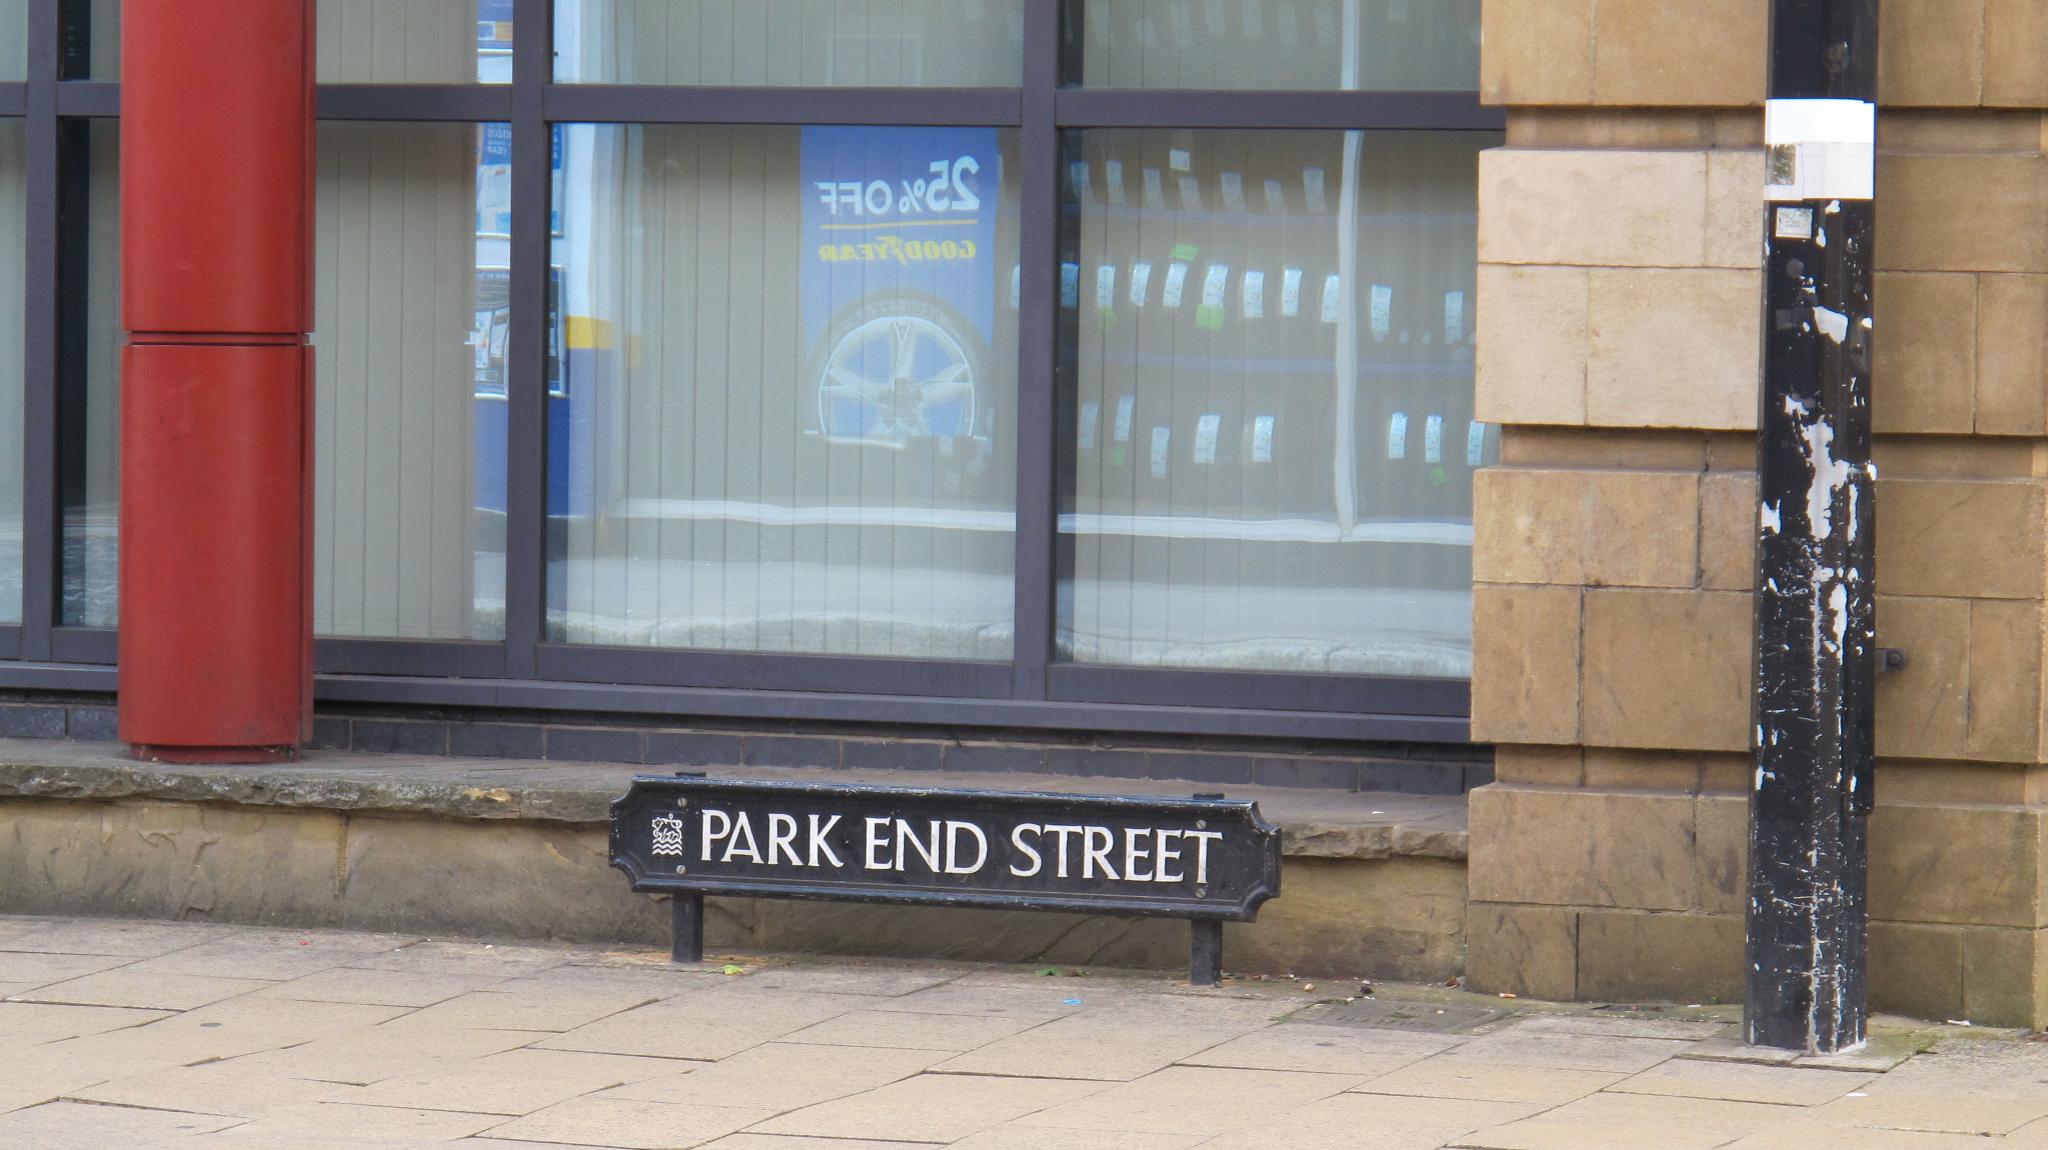 25% OFF
GOODYEAR
PARK END STREET